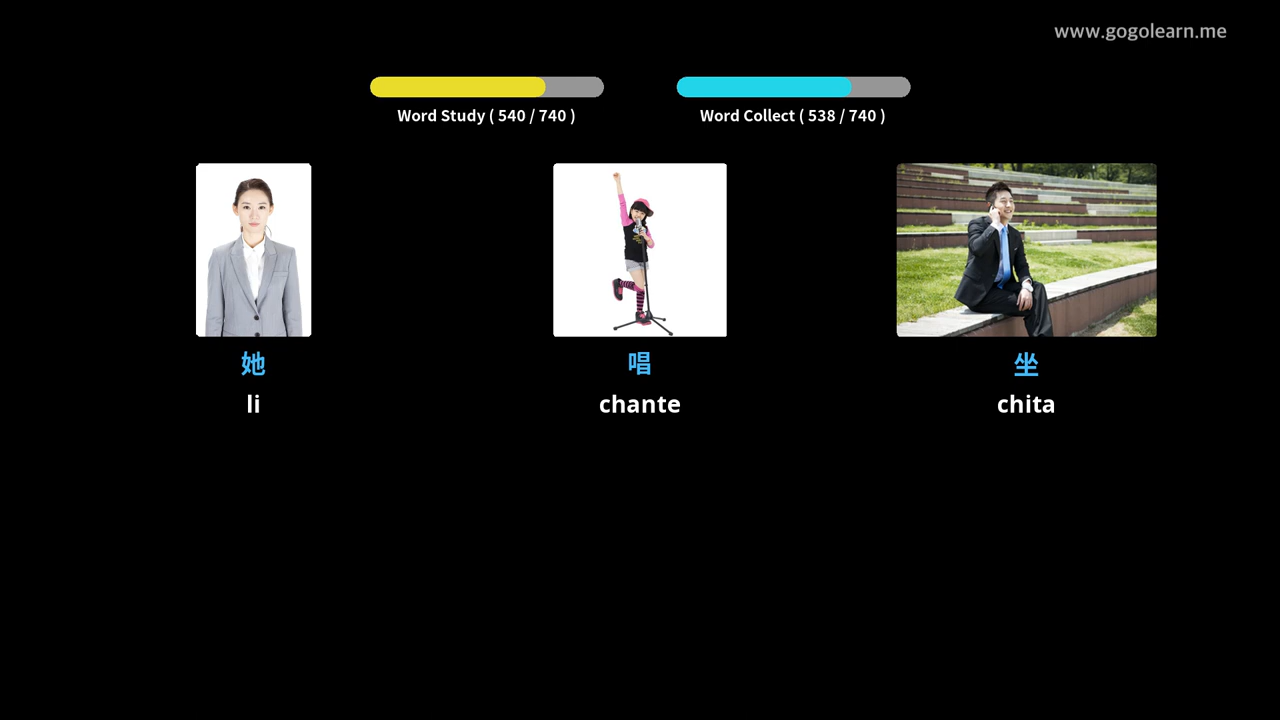 www.gogolearn.me
Word Study ( 540 / 740 )
Word Collect ( 538 / 740 )
她
唱
坐
li
chante
chita